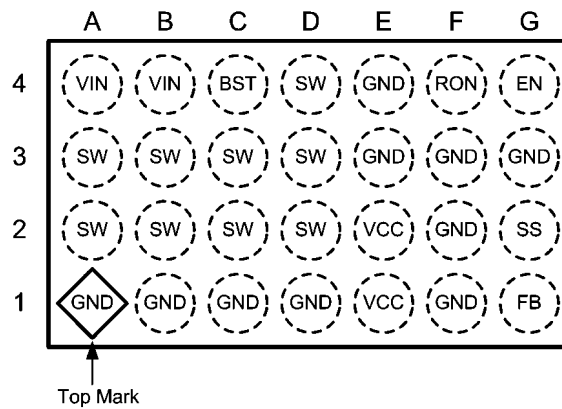 A B C D E F G
4 VIN VIN BST SW GND RON EN
3 SW SW SW SW GND GND GND
2 SW SW SW SW VCC GND SS
1 GND GND GND GND VCC GND FB
Top Mark